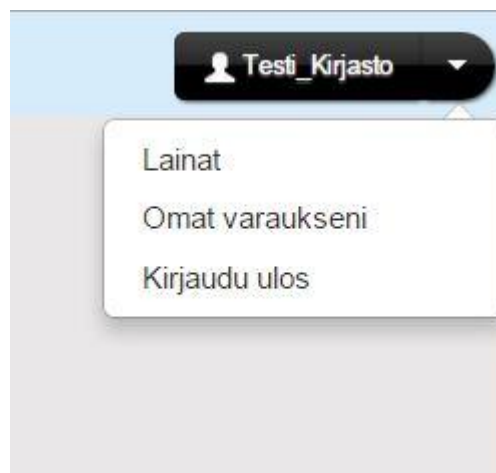 Testi_Kirjasto
Lainat
Omat varaukseni
Kirjaudu ulos